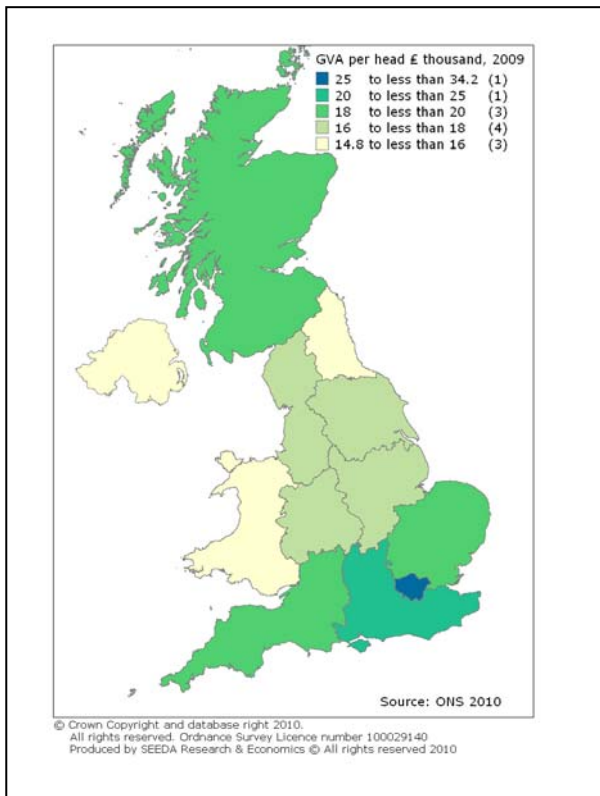 GVA per head £ thousand, 2009
25 to less than 34.2 (1)
20 to less than 25 (1)
18 to less than 20 (3)
16 to less than 18 (4)
14.8 to less than 16 (3)
Source: ONS 2010
© Crown Copyright and database right 2010.
All rights reserved. Ordnance Survey Licence number 100029140
Produced by SEEDA Research & Economics © All rights reserved 2010